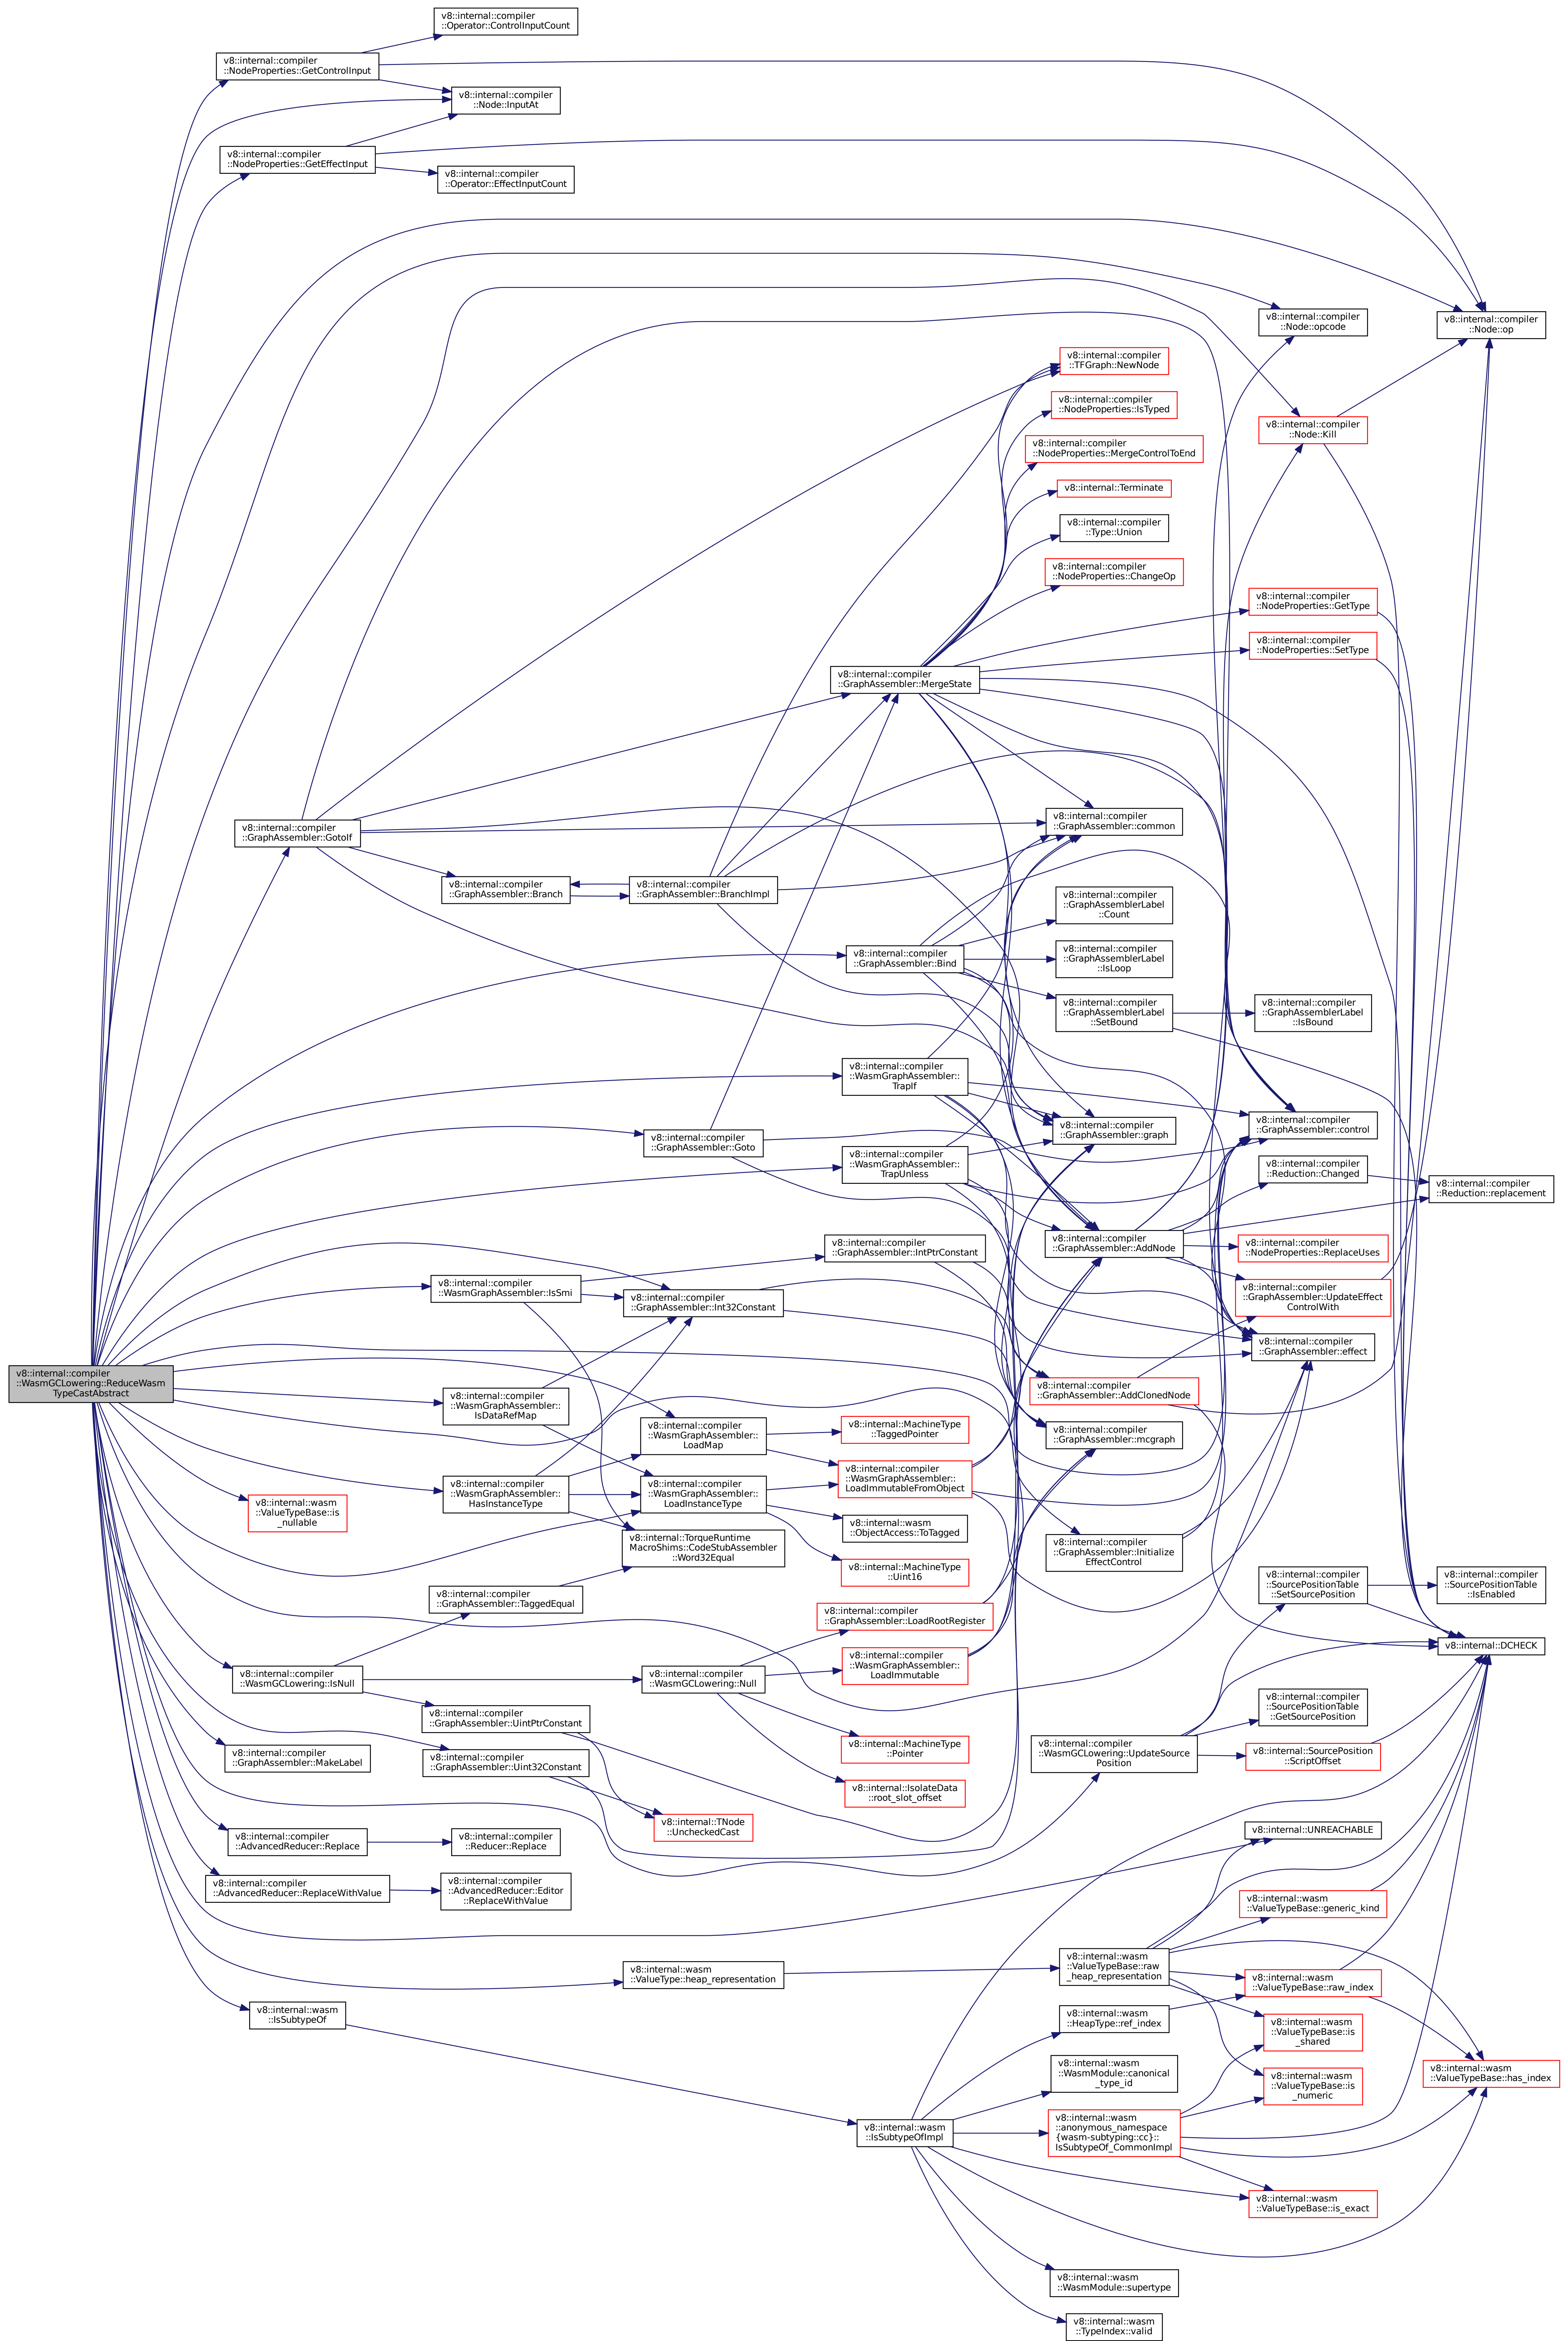 v8::internal::compiler
::Operator::ControlInputCount
v8::internal::compiler
::NodeProperties::GetControlInput
v8::internal::compiler
::Node::InputAt
v8::internal::compiler
::NodeProperties::GetEffectInput
v8::internal::compiler
::Operator::EffectInputCount
v8::internal::compiler
::Node::opcode
v8::internal::compiler
::Node::op
v8::internal::compiler
::TFGraph::NewNode
v8::internal::compiler
::NodeProperties::IsTyped
v8::internal::compiler
::Node::Kill
v8::internal::compiler
::NodeProperties::MergeControlToEnd
v8::internal::Terminate
v8::internal::compiler
::Type::Union
v8::internal::compiler
::NodeProperties::ChangeOp
v8::internal::compiler
::NodeProperties::GetType
v8::internal::compiler
::NodeProperties::SetType
v8::internal::compiler
::GraphAssembler::MergeState
v8::internal::compiler
::GraphAssembler::common
v8::internal::compiler
::GraphAssembler::GotoIf
v8::internal::compiler
::GraphAssembler::Branch
v8::internal::compiler
::GraphAssembler::BranchImpl
v8::internal::compiler
::GraphAssemblerLabel
::Count
v8::internal::compiler
::GraphAssembler::Bind
v8::internal::compiler
::GraphAssemblerLabel
::IsLoop
v8::internal::compiler
::GraphAssemblerLabel
::SetBound
v8::internal::compiler
::GraphAssemblerLabel
::IsBound
v8::internal::compiler
::WasmGraphAssembler::
TrapIf
v8::internal::compiler
::GraphAssembler::graph
v8::internal::compiler
::GraphAssembler::control
v8::internal::compiler
::GraphAssembler::Goto
v8::internal::compiler
::WasmGraphAssembler::
TrapUnless
v8::internal::compiler
::Reduction::Changed
v8::internal::compiler
::Reduction::replacement
v8::internal::compiler
::GraphAssembler::IntPtrConstant
v8::internal::compiler
::GraphAssembler::AddNode
v8::internal::compiler
::NodeProperties::ReplaceUses
v8::internal::compiler
::WasmGraphAssembler::IsSmi
v8::internal::compiler
::GraphAssembler::Int32Constant
v8::internal::compiler
::GraphAssembler::UpdateEffect
ControlWith
v8::internal::compiler
::GraphAssembler::effect
v8::internal::compiler
::WasmGCLowering::ReduceWasm
TypeCastAbstract
v8::internal::compiler
::WasmGraphAssembler::
IsDataRefMap
v8::internal::compiler
::GraphAssembler::AddClonedNode
v8::internal::compiler
::WasmGraphAssembler::
LoadMap
v8::internal::MachineType
::TaggedPointer
v8::internal::compiler
::GraphAssembler::mcgraph
v8::internal::wasm
::ValueTypeBase::is
_nullable
v8::internal::compiler
::WasmGraphAssembler::
HasInstanceType
v8::internal::compiler
::WasmGraphAssembler::
LoadInstanceType
v8::internal::compiler
::WasmGraphAssembler::
LoadImmutableFromObject
v8::internal::wasm
::ObjectAccess::ToTagged
v8::internal::TorqueRuntime
MacroShims::CodeStubAssembler
::Word32Equal
v8::internal::MachineType
::Uint16
v8::internal::compiler
::GraphAssembler::Initialize
EffectControl
v8::internal::compiler
::GraphAssembler::TaggedEqual
v8::internal::compiler
::GraphAssembler::LoadRootRegister
v8::internal::compiler
::SourcePositionTable
::SetSourcePosition
v8::internal::compiler
::SourcePositionTable
::IsEnabled
v8::internal::DCHECK
v8::internal::compiler
::WasmGCLowering::IsNull
v8::internal::compiler
::WasmGCLowering::Null
v8::internal::compiler
::WasmGraphAssembler::
LoadImmutable
v8::internal::compiler
::GraphAssembler::UintPtrConstant
v8::internal::MachineType
::Pointer
v8::internal::compiler
::SourcePositionTable
::GetSourcePosition
v8::internal::compiler
::GraphAssembler::MakeLabel
v8::internal::compiler
::GraphAssembler::Uint32Constant
v8::internal::IsolateData
::root_slot_offset
v8::internal::compiler
::WasmGCLowering::UpdateSource
Position
v8::internal::SourcePosition
::ScriptOffset
v8::internal::TNode
::UncheckedCast
v8::internal::UNREACHABLE
v8::internal::compiler
::AdvancedReducer::Replace
v8::internal::compiler
::Reducer::Replace
v8::internal::compiler
::AdvancedReducer::ReplaceWithValue
v8::internal::compiler
::AdvancedReducer::Editor
::ReplaceWithValue
v8::internal::wasm
::ValueTypeBase::generic_kind
v8::internal::wasm
::ValueType::heap_representation
v8::internal::wasm
::ValueTypeBase::raw
_heap_representation
v8::internal::wasm
::ValueTypeBase::raw_index
v8::internal::wasm
::IsSubtypeOf
v8::internal::wasm
::HeapType::ref_index
v8::internal::wasm
::ValueTypeBase::is
_shared
v8::internal::wasm
::WasmModule::canonical
_type_id
v8::internal::wasm
::ValueTypeBase::is
_numeric
v8::internal::wasm
::ValueTypeBase::has_index
v8::internal::wasm
::IsSubtypeOfImpl
v8::internal::wasm
::anonymous_namespace
{wasm-subtyping::cc}::
IsSubtypeOf_CommonImpl
v8::internal::wasm
::ValueTypeBase::is_exact
v8::internal::wasm
::WasmModule::supertype
v8::internal::wasm
::TypeIndex::valid